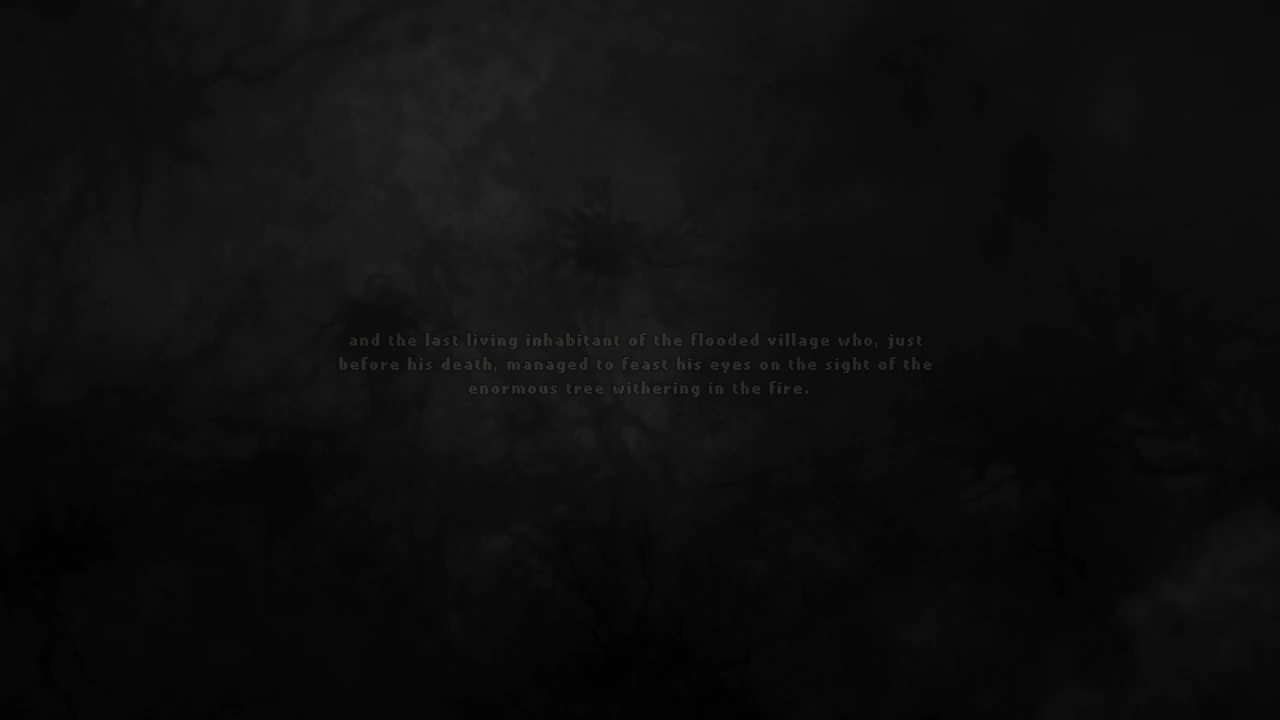 and the last living inhabitant of the flooded village who, just
before his death, managed to feast his eyes on the sight of the
enormous tree withering in the fire.